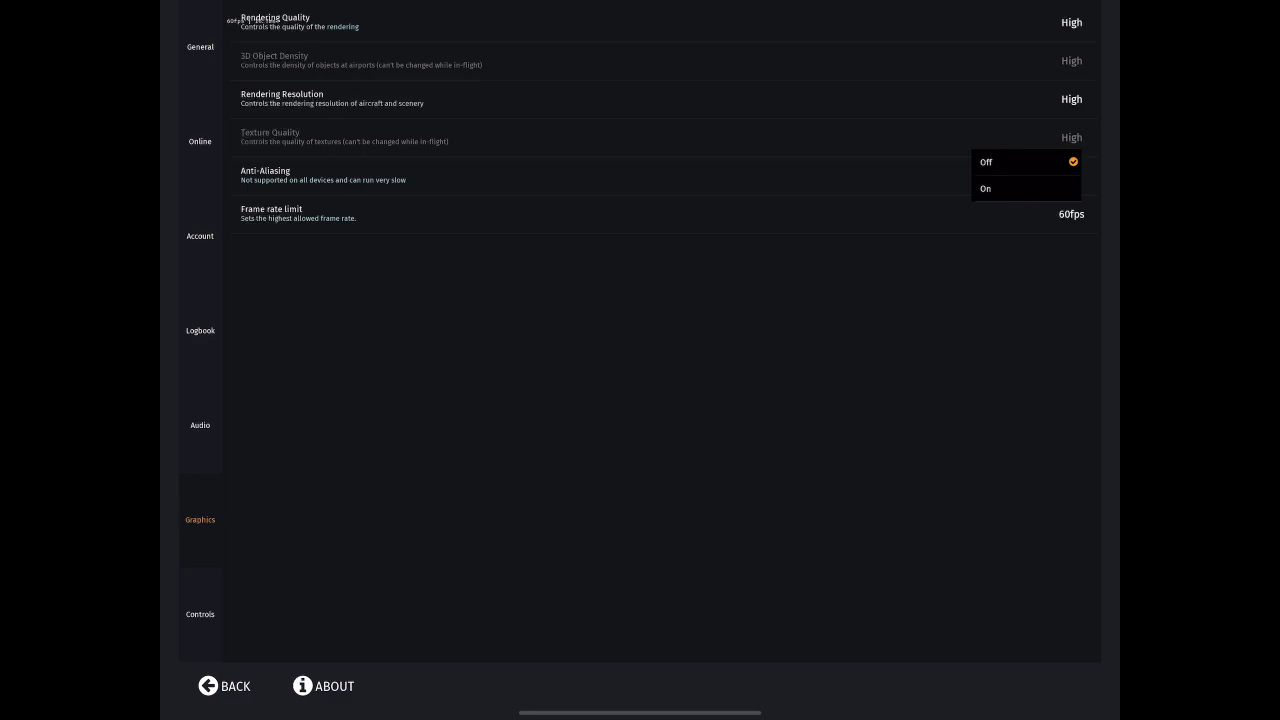 General
Online
Account
Logbook
Audio
Graphics
Controls
60fps
Rendering Quality
Controls the quality of the rendering
High
3D Object Density
Controls the density of objects at airports (can't be changed while in-flight)
High
Rendering Resolution
Controls the rendering resolution of aircraft and scenery
High
Texture Quality
Controls the quality of textures (can't be changed while in-flight)
High
Anti-Aliasing
Not supported on all devices and can run very slow
Off
On
Frame rate limit
Sets the highest allowed frame rate.
60fps
BACK
ABOUT